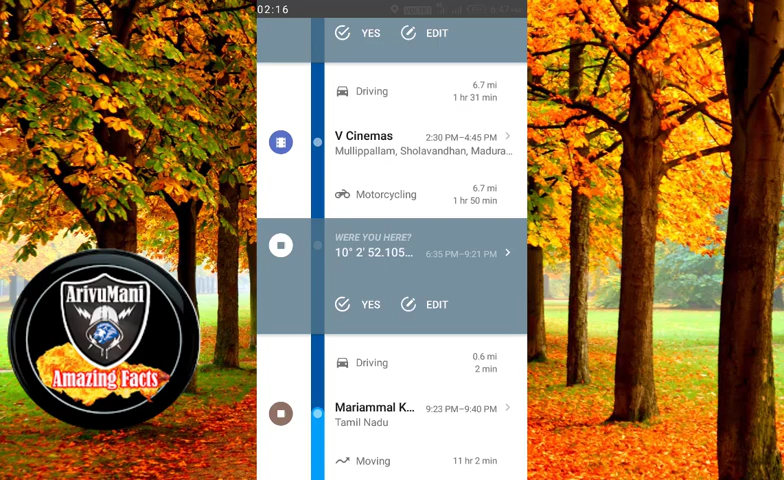 02:16
YES EDIT
Driving 6.7 mi
1 hr 31 min
V Cinemas 2:30 PM–4:45 PM
Mullippallam, Sholavandhan, Madura...
Motorcycling 6.7 mi
1 hr 50 min
WERE YOU HERE?
10° 2' 52.105... 6:35 PM–9:21 PM
YES EDIT
Driving 0.6 mi
2 min
Mariammal K... 9:23 PM–9:40 PM
Tamil Nadu
Moving 11 hr 2 min
ArivuMani
Amazing Facts